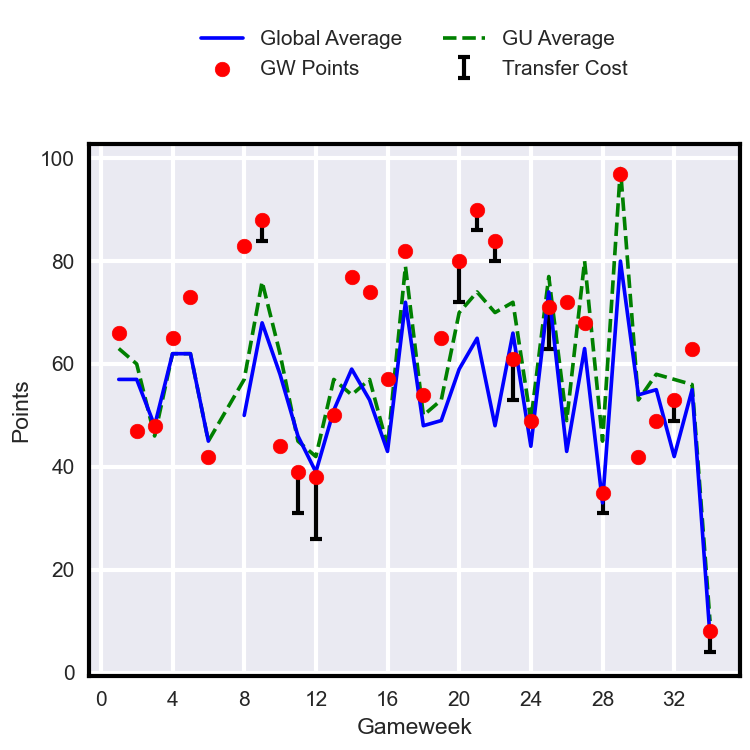 Global Average
GU Average
GW Points
Transfer Cost
100
80
60
40
20
0
Points
0 4 8 12 16 20 24 28 32
Gameweek